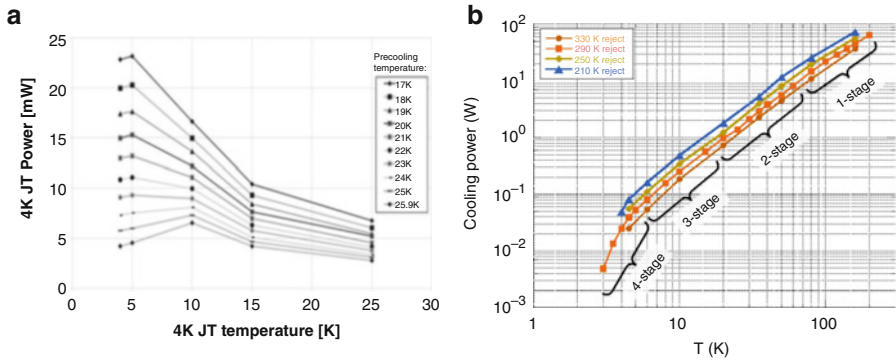 a
4K JT Power [mW]
25
20
15
10
5
0
0 5 10 15 20 25 30
4K JT temperature [K]
Precooling
temperature:
17K
18K
19K
20K
21K
22K
23K
24K
25K
25.9K
b
Cooling power (W)
10²
10¹
10⁰
10⁻¹
10⁻²
10⁻³
1 10 100
T (K)
330 K reject
290 K reject
250 K reject
210 K reject
1-stage
2-stage
3-stage
4-stage